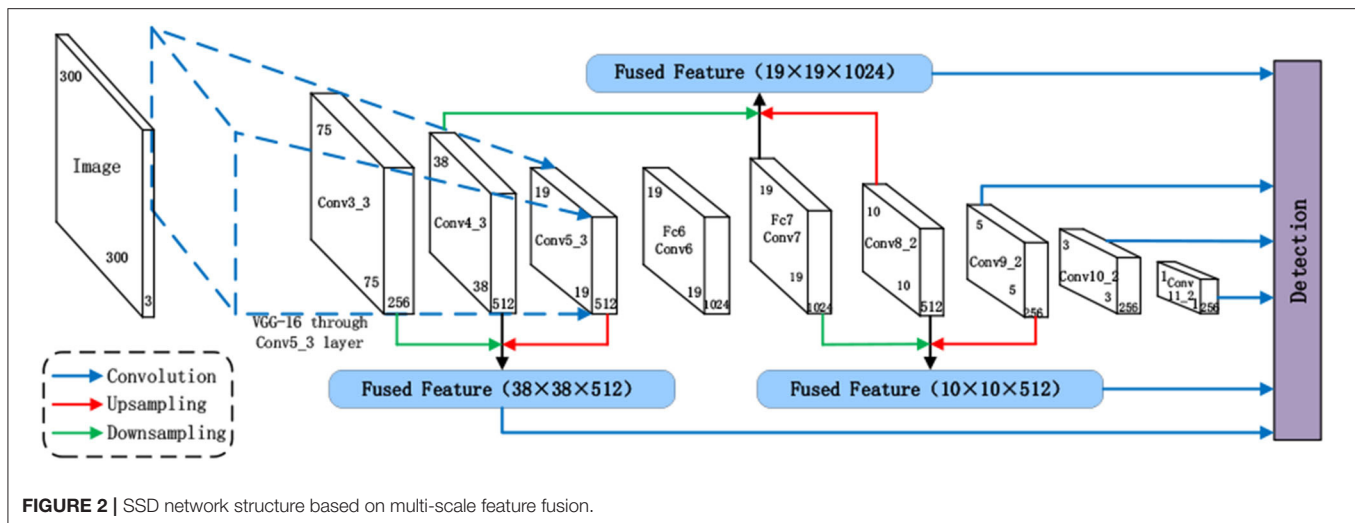 Fused Feature (19×19×1024)
300
Image
300
3
75
Conv3_3
75
256
38
Conv4_3
38
512
19
Conv5_3
19
512
19
Fc6
Conv6
19
1024
19
Fc7
Conv7
19
1024
10
Conv8_2
10
512
5
Conv9_2
5
256
3
Conv10_2
3
256
1
Conv
11_2
1
256
Detection
VGG-16 through
Conv5_3 layer
Fused Feature (38×38×512)
Fused Feature (10×10×512)
Convolution
Upsampling
Downsampling
FIGURE 2 | SSD network structure based on multi-scale feature fusion.